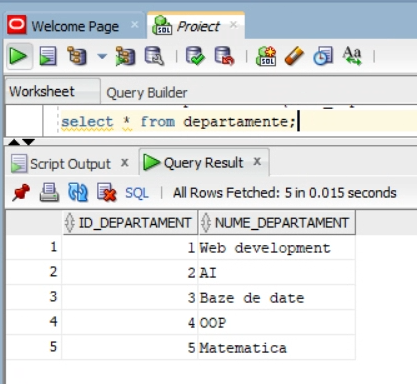 Welcome Page × Proiect ×
Worksheet Query Builder
select * from departamente;
Script Output × Query Result ×
SQL | All Rows Fetched: 5 in 0.015 seconds
ID_DEPARTAMENT NUME_DEPARTAMENT
1 1 Web development
2 2 AI
3 3 Baze de date
4 4 OOP
5 5 Matematica